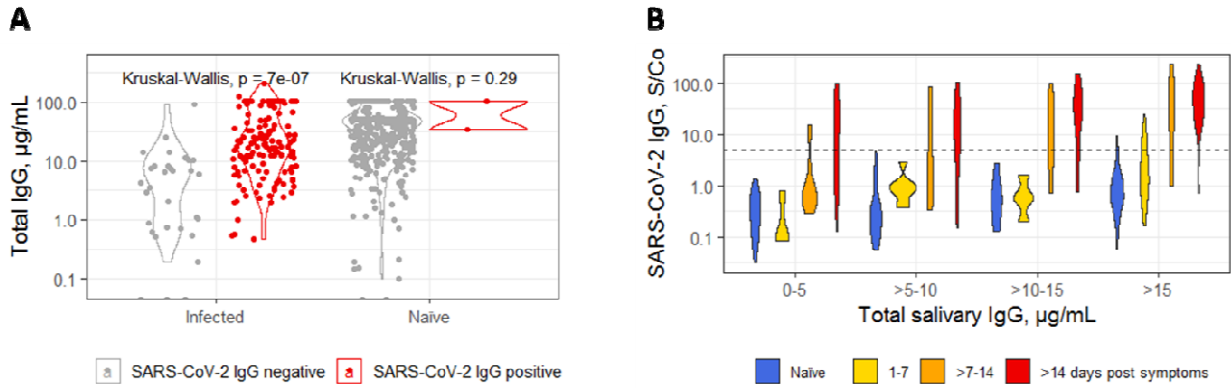 A
Kruskal-Wallis, p = 7e-07
Kruskal-Wallis, p = 0.29
Total IgG, µg/mL
100.0
10.0
1.0
0.1
Infected
Naïve
a SARS-CoV-2 IgG negative
a SARS-CoV-2 IgG positive
B
SARS-CoV-2 IgG, S/Co
100.0
10.0
1.0
0.1
0-5
>5-10
>10-15
>15
Total salivary IgG, µg/mL
Naïve
1-7
>7-14
>14 days post symptoms